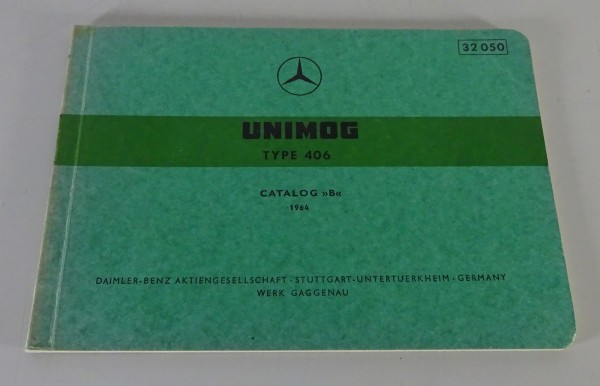 32 050
UNIMOG
TYPE 406
CATALOG »B«
1964
DAIMLER-BENZ AKTIENGESELLSCHAFT - STUTTGART-UNTERTUERKHEIM - GERMANY
WERK GAGGENAU